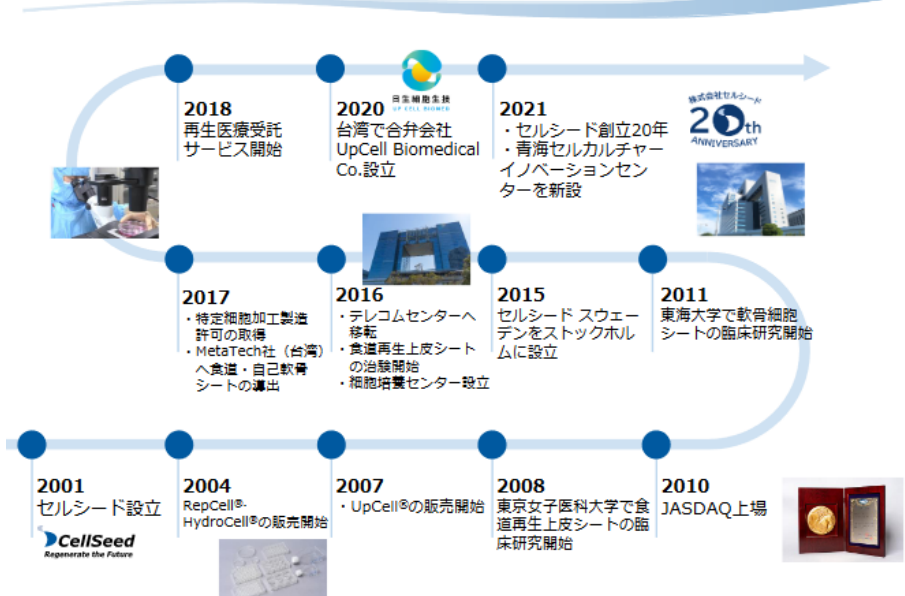 2018
再生医療受託
サービス開始
日生細胞生技
UP CELL BIOMED
2020
台湾で合弁会社
UpCell Biomedical
Co.設立
2021
・セルシード創立20年
・青海セルカルチャー
イノベーションセン
ターを新設
株式会社セルシード
20th
ANNIVERSARY
2017
・特定細胞加工製造
許可の取得
・MetaTech社（台湾）
へ食道・自己軟骨
シートの導出
2016
・テレコムセンターへ
移転
・食道再生上皮シート
の治験開始
・細胞培養センター設立
2015
セルシード スウェー
デンをストックホル
ムに設立
2011
東海大学で軟骨細胞
シートの臨床研究開始
2001
セルシード設立
CellSeed
Regenerate the Future
2004
RepCell®·
HydroCell®の販売開始
2007
・UpCell®の販売開始
2008
東京女子医科大学で食
道再生上皮シートの臨
床研究開始
2010
JASDAQ上場